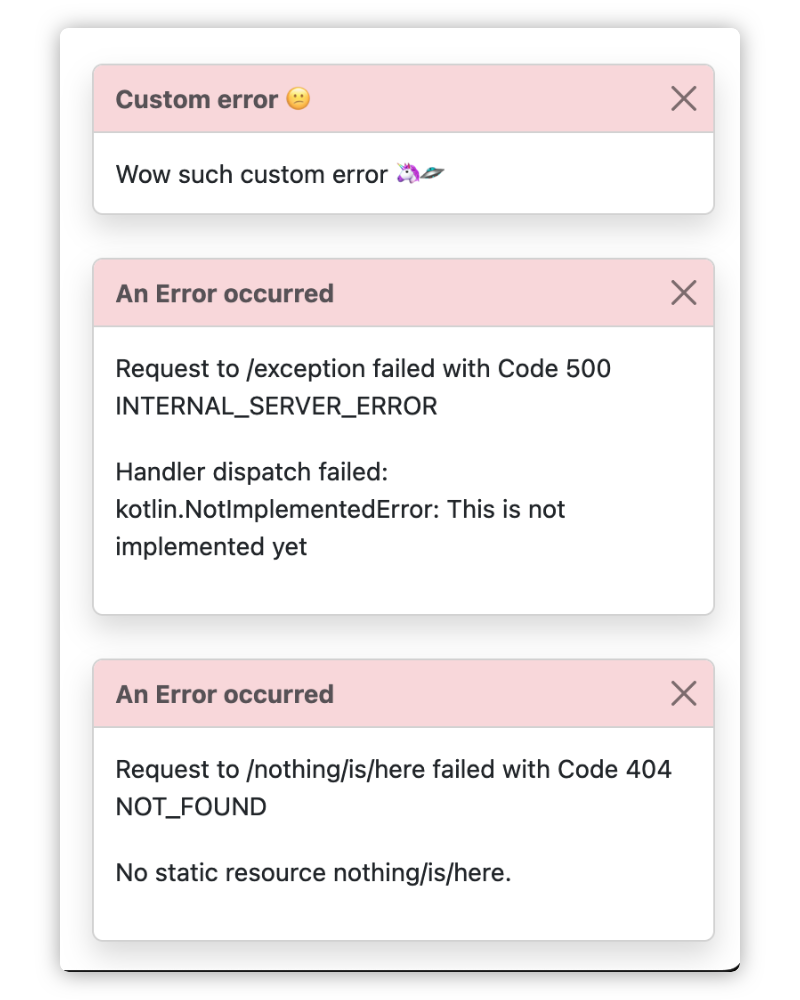 Custom error 😕
Wow such custom error 🦄🛸
An Error occurred
Request to /exception failed with Code 500
INTERNAL_SERVER_ERROR
Handler dispatch failed:
kotlin.NotImplementedError: This is not
implemented yet
An Error occurred
Request to /nothing/is/here failed with Code 404
NOT_FOUND
No static resource nothing/is/here.